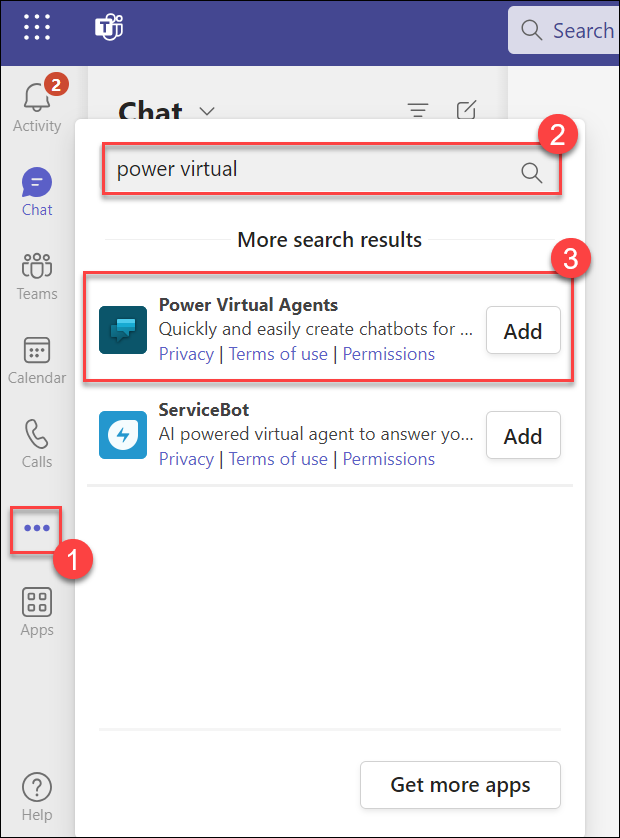 T
Search
2
Activity
Chat
Chat
Teams
Calendar
Calls
1
Apps
Help
2
power virtual
More search results
3
Power Virtual Agents
Quickly and easily create chatbots for ...
Add
Privacy | Terms of use | Permissions
ServiceBot
AI powered virtual agent to answer yo...
Add
Privacy | Terms of use | Permissions
Get more apps